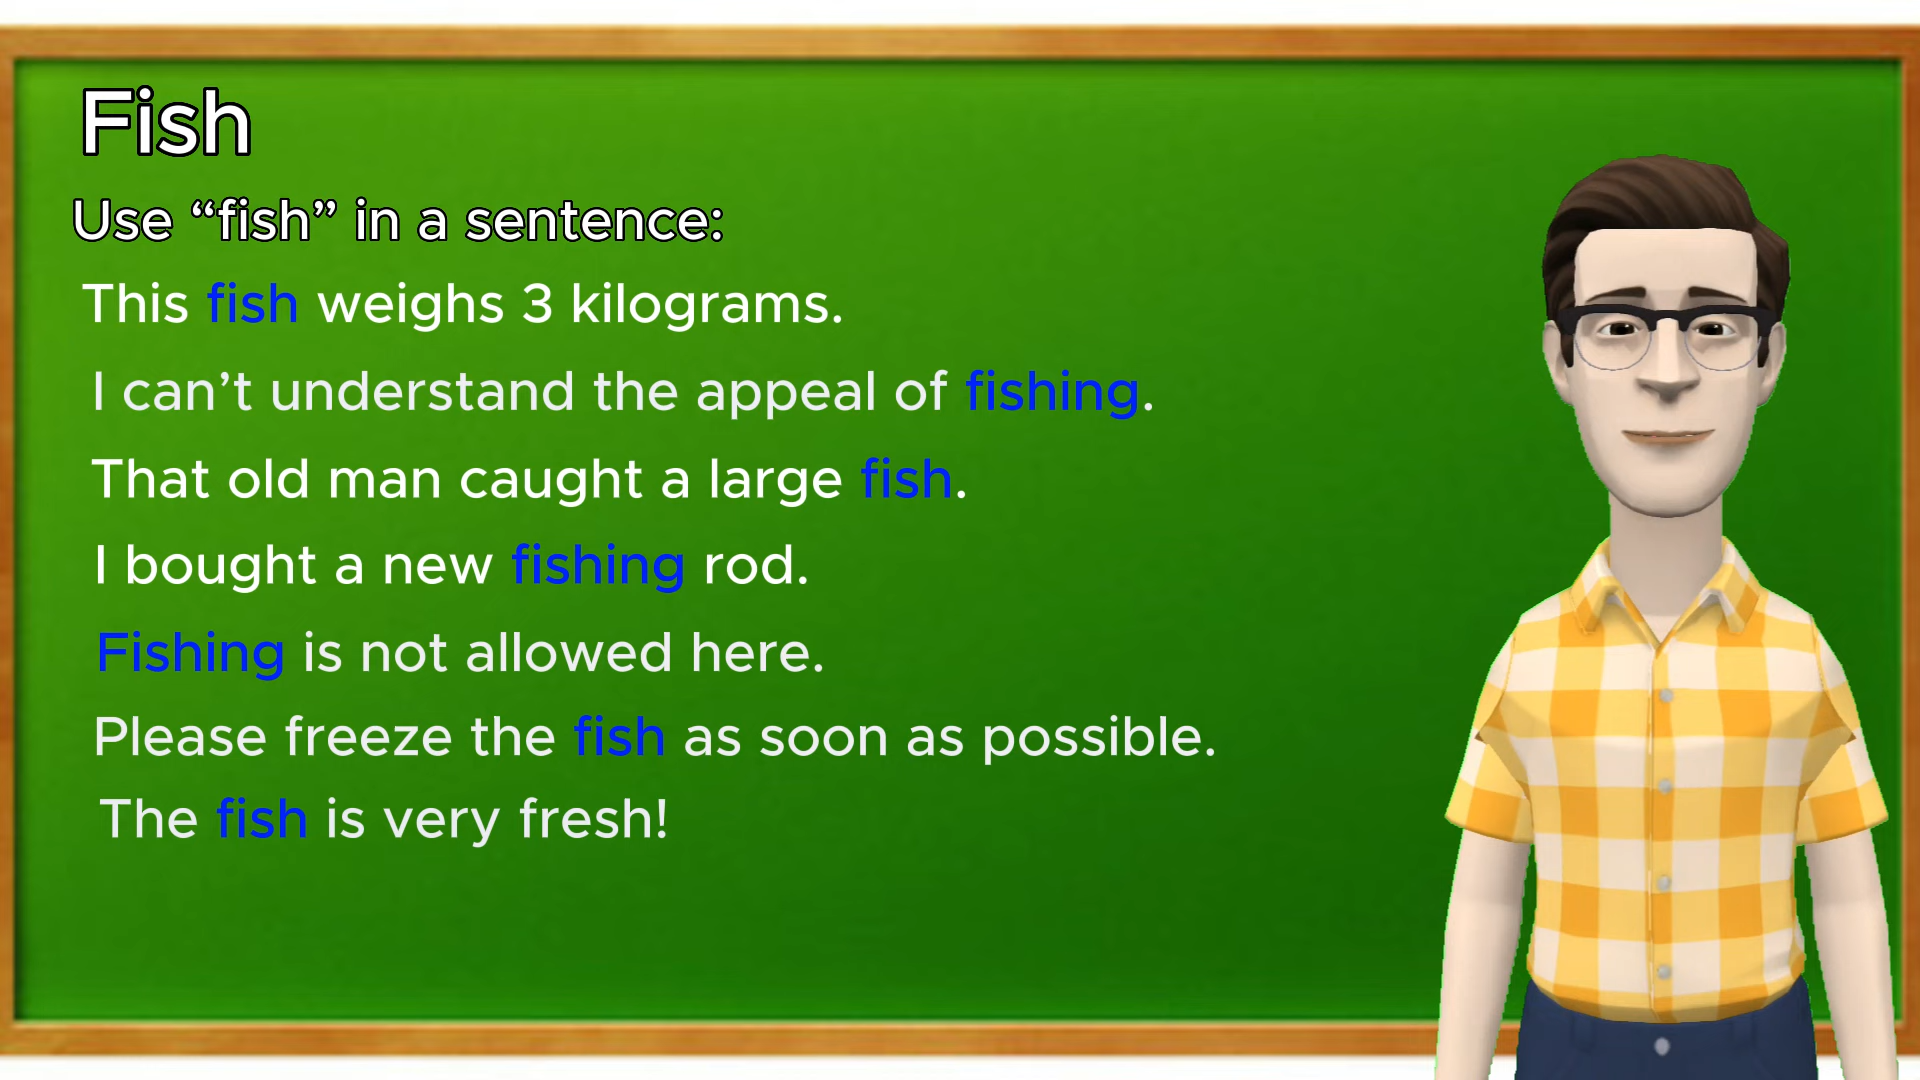 Fish
Use “fish” in a sentence:
This fish weighs 3 kilograms.
I can’t understand the appeal of fishing.
That old man caught a large fish.
I bought a new fishing rod.
Fishing is not allowed here.
Please freeze the fish as soon as possible.
The fish is very fresh!